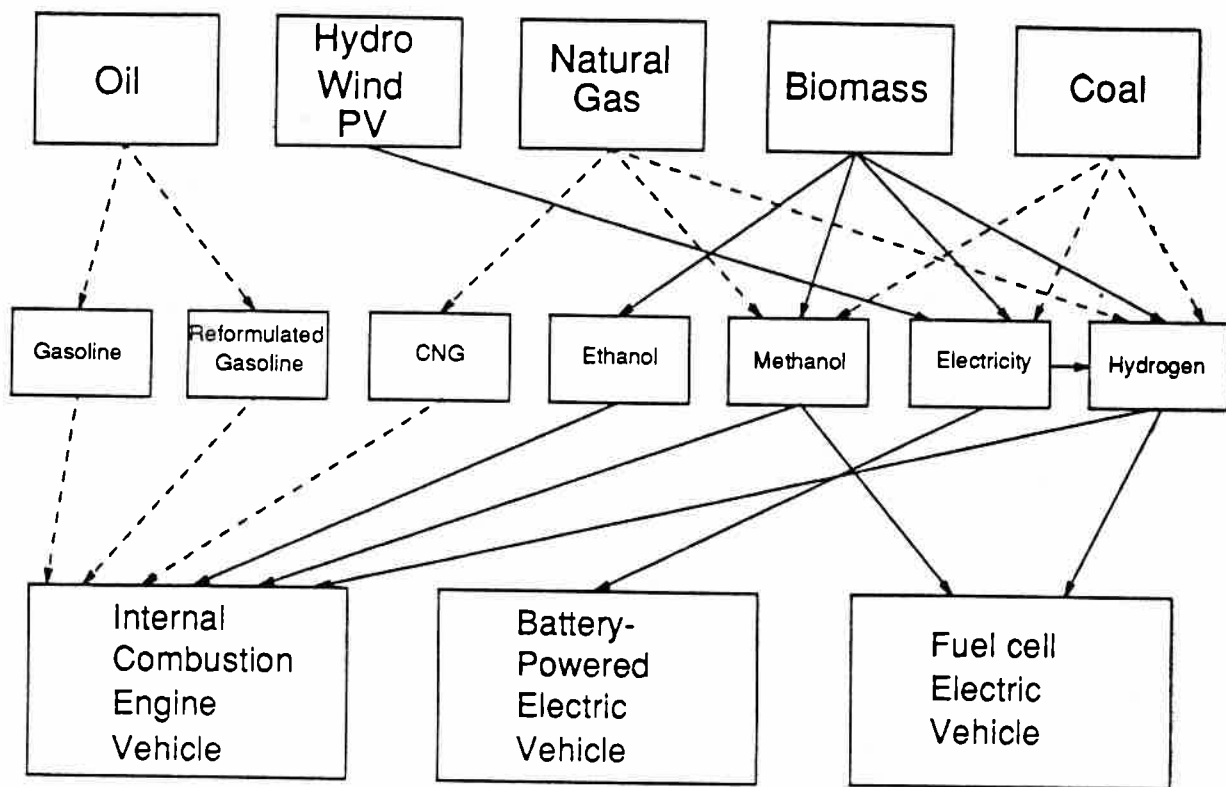 Oil
Hydro
Wind
PV
Natural
Gas
Biomass
Coal
Gasoline
Reformulated
Gasoline
CNG
Ethanol
Methanol
Electricity
Hydrogen
Internal
Combustion
Engine
Vehicle
Battery-
Powered
Electric
Vehicle
Fuel cell
Electric
Vehicle